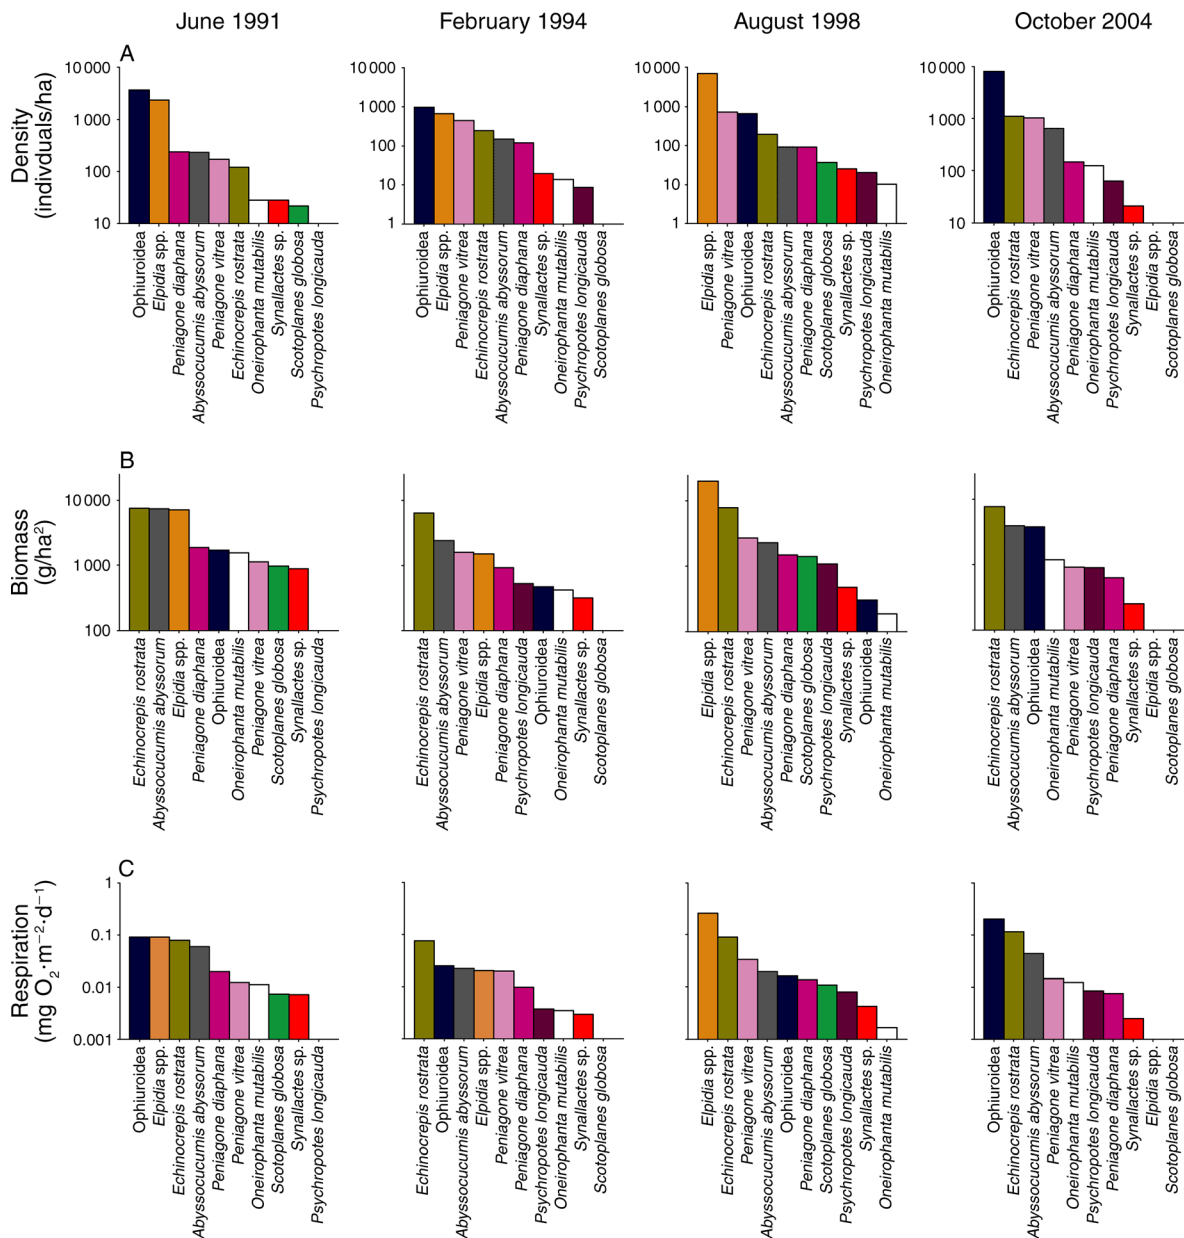 June 1991
February 1994
August 1998
October 2004
A
Density
(indivduals/ha)
10 000
1 000
100
10
Ophiuroidea
Elpidia spp.
Peniagone diaphana
Abyssocucumis abyssorum
Peniagone vitrea
Echinocrepis rostrata
Oneirophanta mutabilis
Synallactes sp.
Scotoplanes globosa
Psychropotes longicauda
10 000
1 000
100
10
1
Ophiuroidea
Elpidia spp.
Peniagone vitrea
Echinocrepis rostrata
Abyssocucumis abyssorum
Peniagone diaphana
Synallactes sp.
Oneirophanta mutabilis
Psychropotes longicauda
Scotoplanes globosa
10 000
1 000
100
10
1
Elpidia spp.
Peniagone vitrea
Ophiuroidea
Echinocrepis rostrata
Abyssocucumis abyssorum
Peniagone diaphana
Scotoplanes globosa
Synallactes sp.
Psychropotes longicauda
Oneirophanta mutabilis
10 000
1 000
100
10
Ophiuroidea
Echinocrepis rostrata
Peniagone vitrea
Abyssocucumis abyssorum
Peniagone diaphana
Oneirophanta mutabilis
Psychropotes longicauda
Synallactes sp.
Elpidia spp.
Scotoplanes globosa
B
Biomass
(g/ha²)
10 000
1 000
100
Echinocrepis rostrata
Abyssocucumis abyssorum
Elpidia spp.
Peniagone diaphana
Ophiuroidea
Oneirophanta mutabilis
Peniagone vitrea
Scotoplanes globosa
Synallactes sp.
Psychropotes longicauda
Echinocrepis rostrata
Abyssocucumis abyssorum
Peniagone vitrea
Elpidia spp.
Peniagone diaphana
Psychropotes longicauda
Ophiuroidea
Oneirophanta mutabilis
Synallactes sp.
Scotoplanes globosa
Elpidia spp.
Echinocrepis rostrata
Peniagone vitrea
Abyssocucumis abyssorum
Peniagone diaphana
Scotoplanes globosa
Psychropotes longicauda
Synallactes sp.
Ophiuroidea
Oneirophanta mutabilis
Echinocrepis rostrata
Abyssocucumis abyssorum
Ophiuroidea
Oneirophanta mutabilis
Peniagone vitrea
Psychropotes longicauda
Peniagone diaphana
Synallactes sp.
Elpidia spp.
Scotoplanes globosa
C
Respiration
(mg O₂·m⁻²·d⁻¹)
1
0.1
0.01
0.001
Ophiuroidea
Elpidia spp.
Echinocrepis rostrata
Abyssocucumis abyssorum
Peniagone diaphana
Peniagone vitrea
Oneirophanta mutabilis
Scotoplanes globosa
Synallactes sp.
Psychropotes longicauda
Echinocrepis rostrata
Ophiuroidea
Abyssocucumis abyssorum
Elpidia spp.
Peniagone vitrea
Peniagone diaphana
Psychropotes longicauda
Oneirophanta mutabilis
Synallactes sp.
Scotoplanes globosa
Elpidia spp.
Echinocrepis rostrata
Peniagone vitrea
Abyssocucumis abyssorum
Ophiuroidea
Peniagone diaphana
Scotoplanes globosa
Psychropotes longicauda
Synallactes sp.
Oneirophanta mutabilis
Ophiuroidea
Echinocrepis rostrata
Abyssocucumis abyssorum
Peniagone vitrea
Oneirophanta mutabilis
Psychropotes longicauda
Peniagone diaphana
Synallactes sp.
Elpidia spp.
Scotoplanes globosa